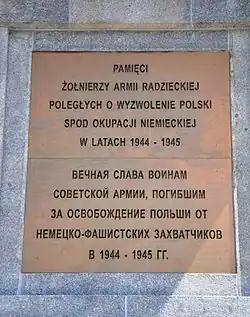 PAMIĘCI
ŻOŁNIERZY ARMII RADZIECKIEJ
POLEGŁYCH O WYZWOLENIE POLSKI
SPOD OKUPACJI NIEMIECKIEJ
W LATACH 1944 - 1945
ВЕЧНАЯ СЛАВА ВОИНАМ
СОВЕТСКОЙ АРМИИ, ПОГИБШИМ
ЗА ОСВОБОЖДЕНИЕ ПОЛЬШИ ОТ
НЕМЕЦКО-ФАШИСТСКИХ ЗАХВАТЧИКОВ
В 1944 - 1945 ГГ.